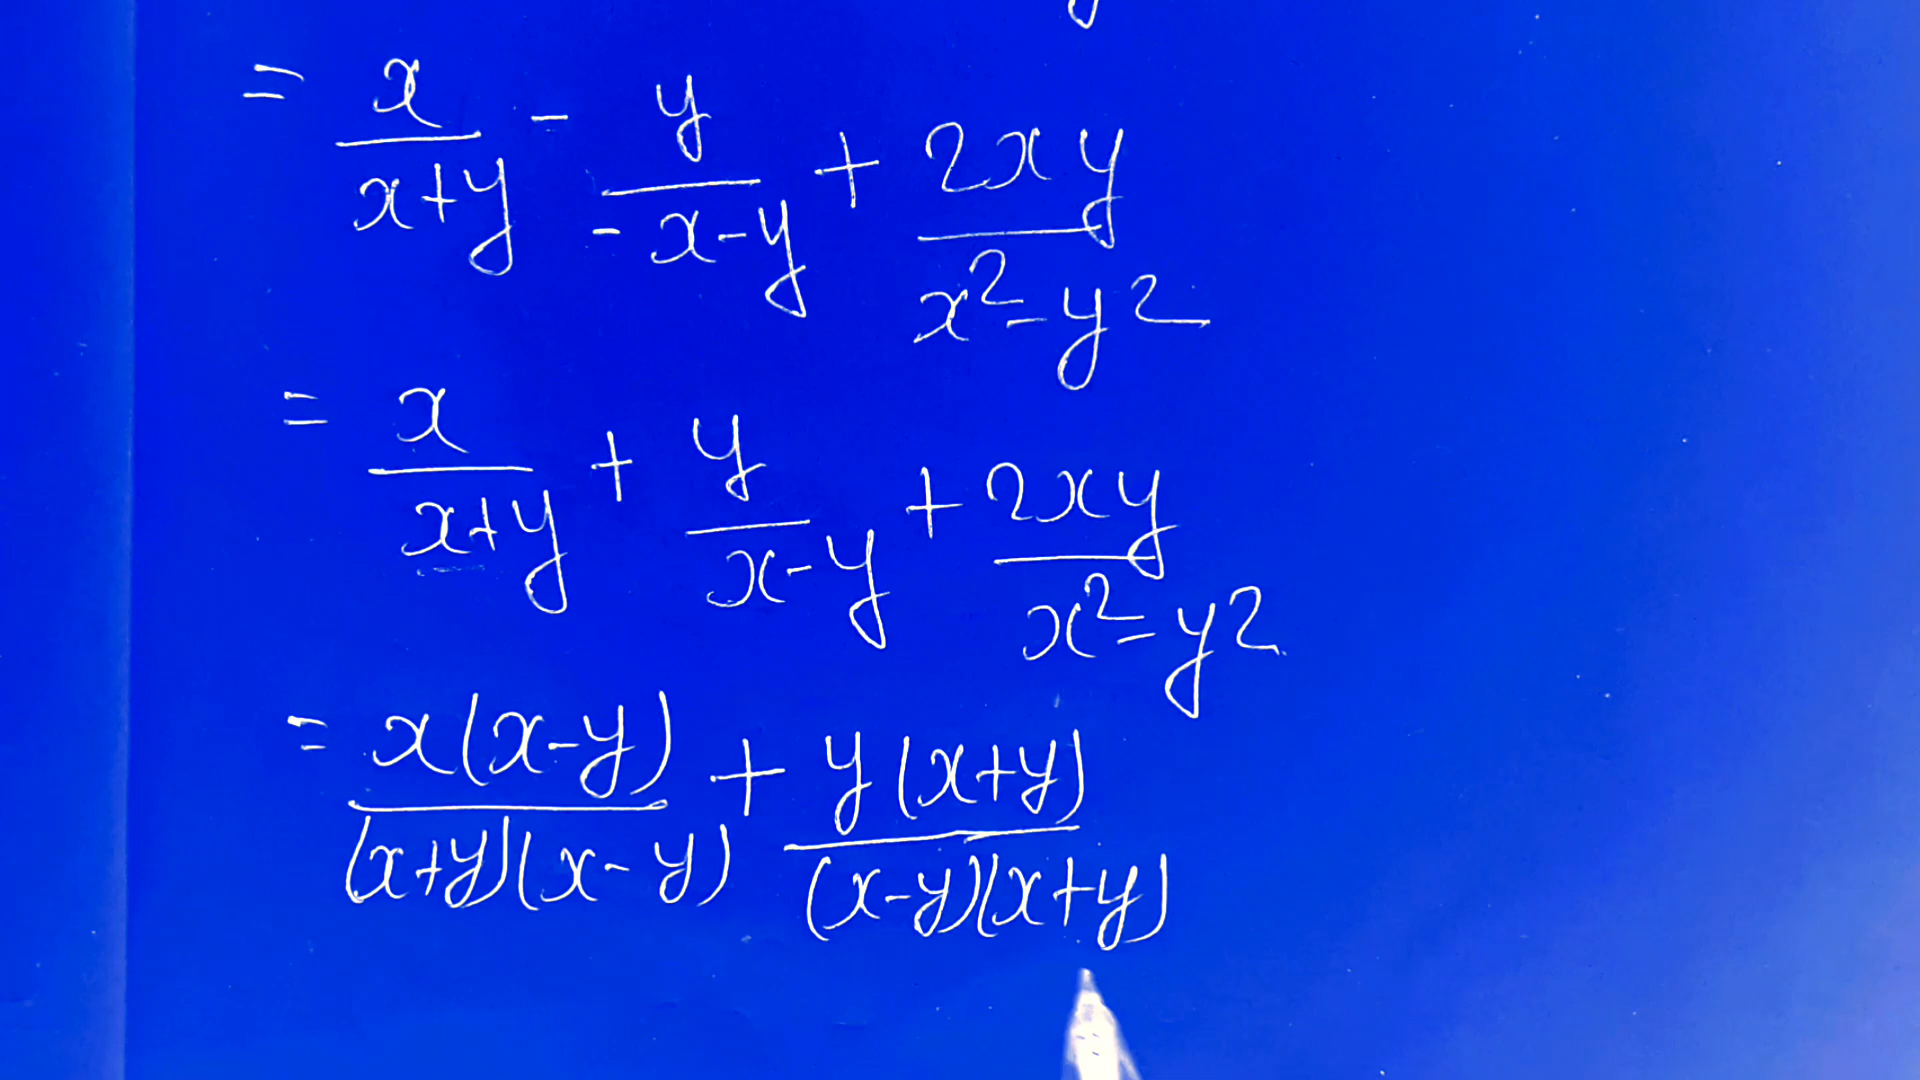 = x/x+y - y/-x-y + 2xy/x²-y²
= x/x+y + y/x-y + 2xy/x²=y²
= x(x-y)/(x+y)(x-y) + y(x+y)/(x-y)(x+y)